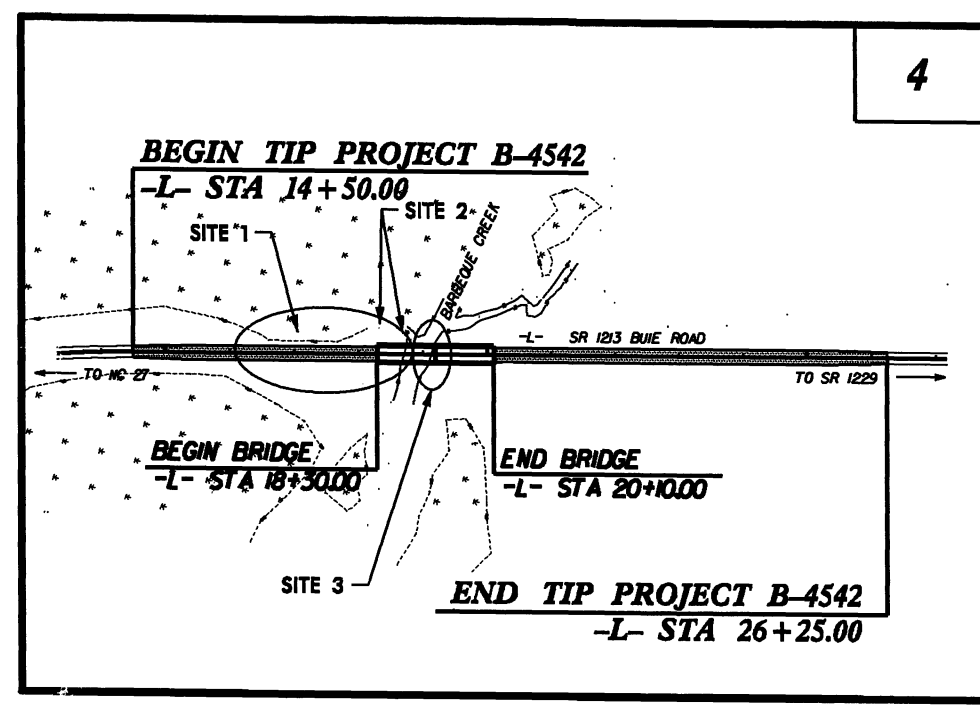 4
BEGIN TIP PROJECT B-4542
-L- STA 14+50.00
SITE 2
SITE 1
BARBEQUE CREEK
-L- SR 1213 BUIE ROAD
TO NC 27
TO SR 1229
BEGIN BRIDGE
-L- STA 18+30.00
END BRIDGE
-L- STA 20+10.00
SITE 3
END TIP PROJECT B-4542
-L- STA 26+25.00